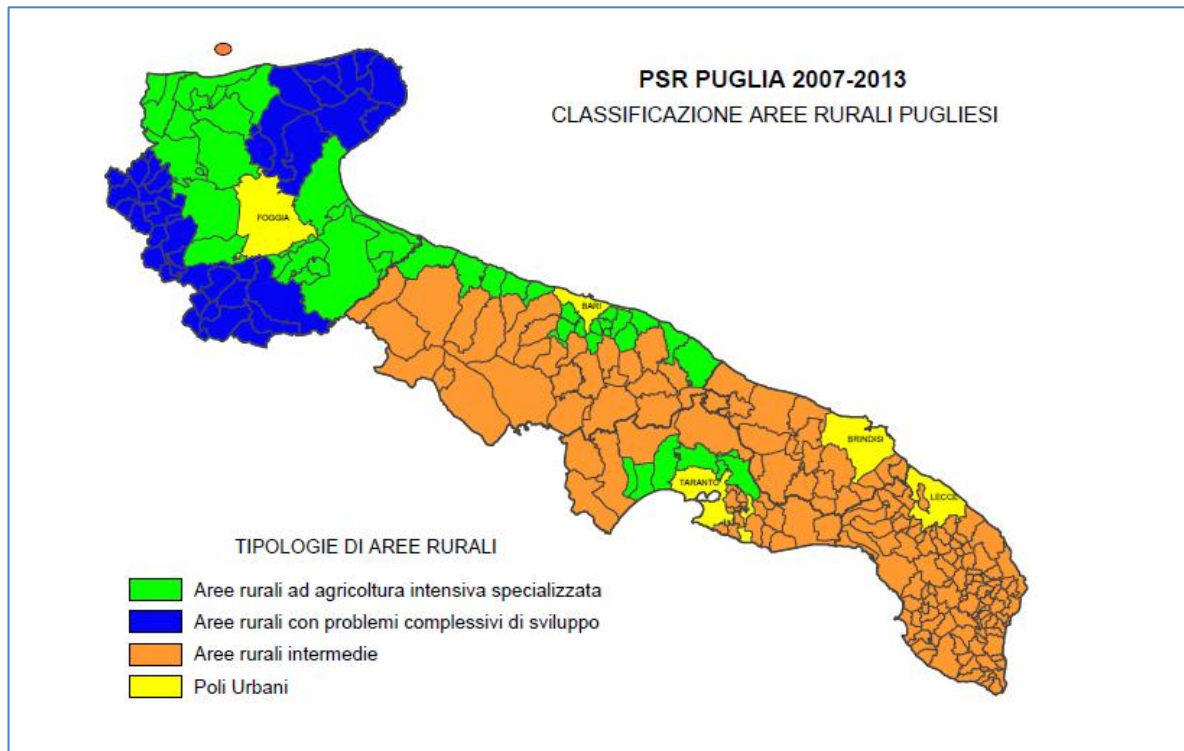 PSR PUGLIA 2007-2013
CLASSIFICAZIONE AREE RURALI PUGLIESI
FOGGIA
BARI
BRINDISI
TARANTO
LECCE
TIPOLOGIE DI AREE RURALI
Aree rurali ad agricoltura intensiva specializzata
Aree rurali con problemi complessivi di sviluppo
Aree rurali intermedie
Poli Urbani